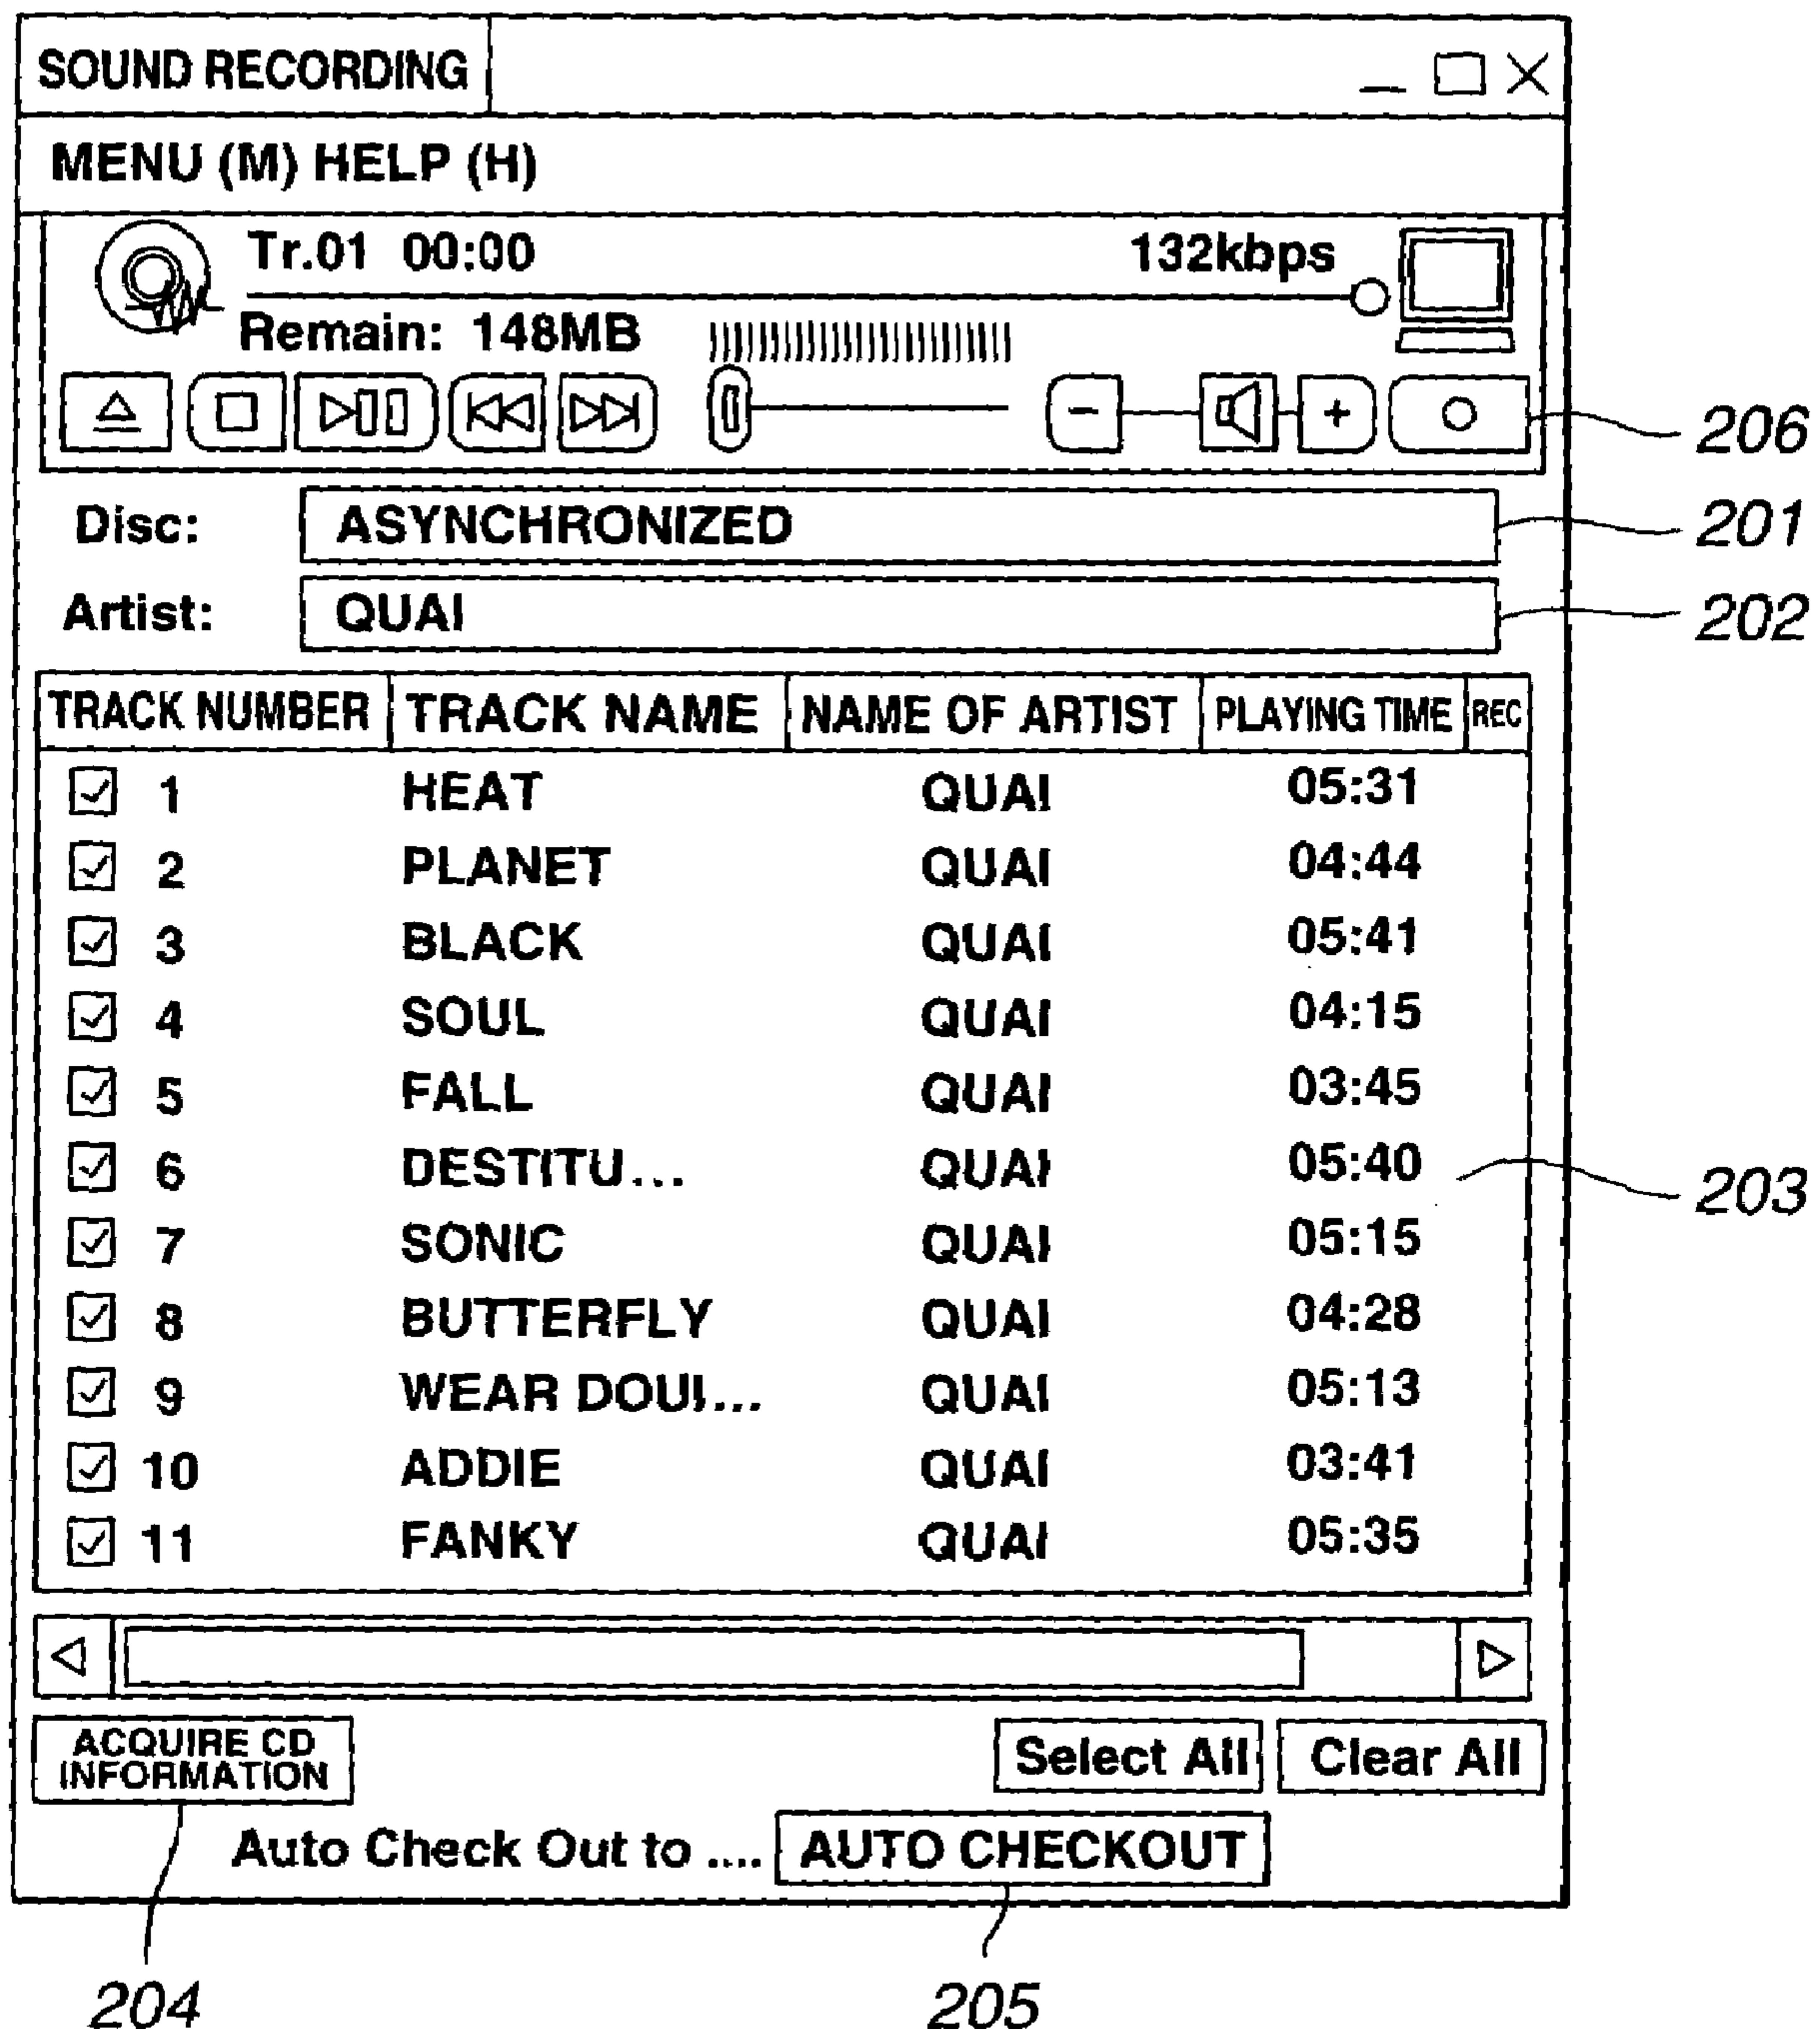 SOUND RECORDING
MENU (M) HELP (H)
Tr.01 00:00 132kbps
Remain: 148MB
206
Disc: ASYNCHRONIZED 201
Artist: QUAI 202
TRACK NUMBER TRACK NAME NAME OF ARTIST PLAYING TIME REC
1 HEAT QUAI 05:31
2 PLANET QUAI 04:44
3 BLACK QUAI 05:41
4 SOUL QUAI 04:15
5 FALL QUAI 03:45
6 DESTITU... QUAI 05:40 203
7 SONIC QUAI 05:15
8 BUTTERFLY QUAI 04:28
9 WEAR DOUI... QUAI 05:13
10 ADDIE QUAI 03:41
11 FANKY QUAI 05:35
ACQUIRE CD
INFORMATION
Select All Clear All
Auto Check Out to .... AUTO CHECKOUT
204 205